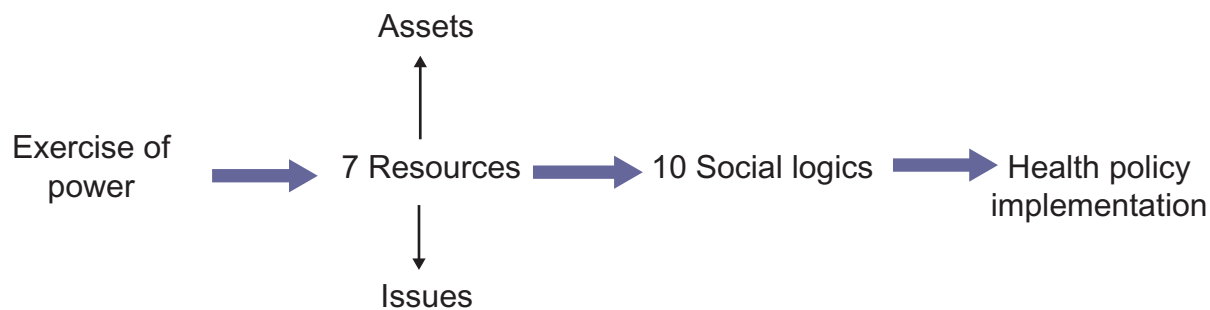 Assets
Exercise of
power
7 Resources
10 Social logics
Health policy
implementation
Issues